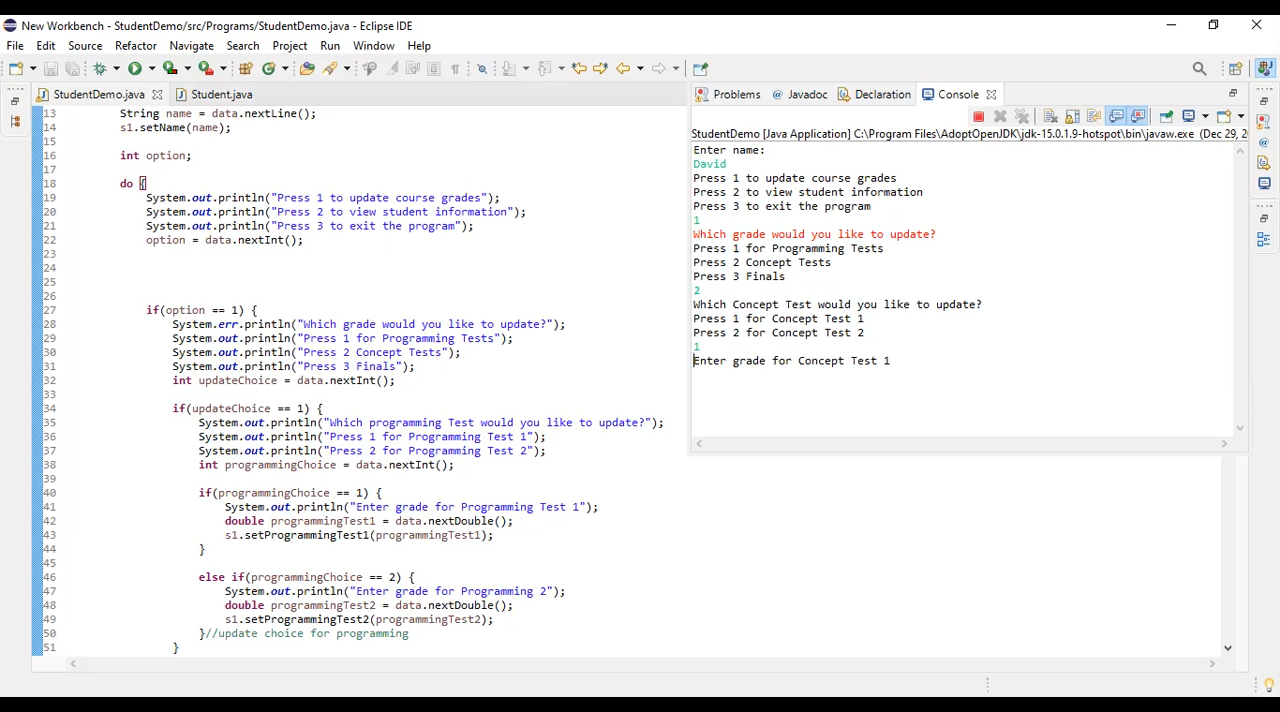 New Workbench - StudentDemo/src/Programs/StudentDemo.java - Eclipse IDE
File Edit Source Refactor Navigate Search Project Run Window Help
StudentDemo.java Student.java
13 String name = data.nextLine();
14 s1.setName(name);
15
16 int option;
17
18 do {
19 System.out.println("Press 1 to update course grades");
20 System.out.println("Press 2 to view student information");
21 System.out.println("Press 3 to exit the program");
22 option = data.nextInt();
23
24
25
26
27 if(option == 1) {
28 System.err.println("Which grade would you like to update?");
29 System.out.println("Press 1 for Programming Tests");
30 System.out.println("Press 2 Concept Tests");
31 System.out.println("Press 3 Finals");
32 int updateChoice = data.nextInt();
33
34 if(updateChoice == 1) {
35 System.out.println("Which programming Test would you like to update?");
36 System.out.println("Press 1 for Programming Test 1");
37 System.out.println("Press 2 for Programming Test 2");
38 int programmingChoice = data.nextInt();
39
40 if(programmingChoice == 1) {
41 System.out.println("Enter grade for Programming Test 1");
42 double programmingTest1 = data.nextDouble();
43 s1.setProgrammingTest1(programmingTest1);
44 }
45
46 else if(programmingChoice == 2) {
47 System.out.println("Enter grade for Programming 2");
48 double programmingTest2 = data.nextDouble();
49 s1.setProgrammingTest2(programmingTest2);
50 }//update choice for programming
51 }
Problems Javadoc Declaration Console
StudentDemo [Java Application] C:\Program Files\AdoptOpenJDK\jdk-15.0.1.9-hotspot\bin\javaw.exe (Dec 29, 2
Enter name:
David
Press 1 to update course grades
Press 2 to view student information
Press 3 to exit the program
1
Which grade would you like to update?
Press 1 for Programming Tests
Press 2 Concept Tests
Press 3 Finals
2
Which Concept Test would you like to update?
Press 1 for Concept Test 1
Press 2 for Concept Test 2
1
Enter grade for Concept Test 1